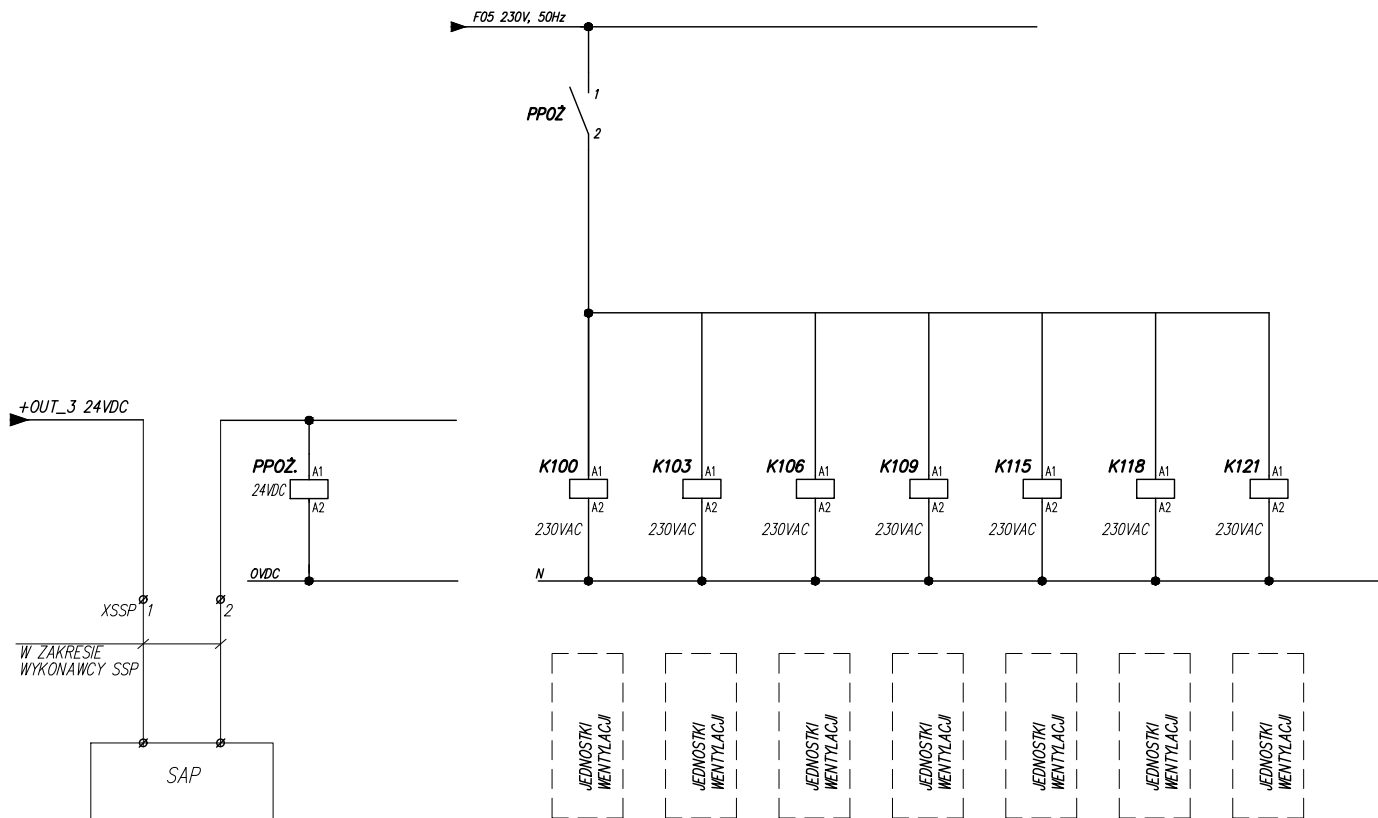 F05 230V, 50Hz
1
PPOŻ
2
+OUT_3 24VDC
PPOŻ.
A1
24VDC
A2
0VDC
K100
A1
A2
230VAC
K103
A1
A2
230VAC
K106
A1
A2
230VAC
K109
A1
A2
230VAC
K115
A1
A2
230VAC
K118
A1
A2
230VAC
K121
A1
A2
230VAC
N
XSSP 1
2
W ZAKRESIE
WYKONAWCY SSP
SAP
JEDNOSTKI
WENTYLACJI
JEDNOSTKI
WENTYLACJI
JEDNOSTKI
WENTYLACJI
JEDNOSTKI
WENTYLACJI
JEDNOSTKI
WENTYLACJI
JEDNOSTKI
WENTYLACJI
JEDNOSTKI
WENTYLACJI